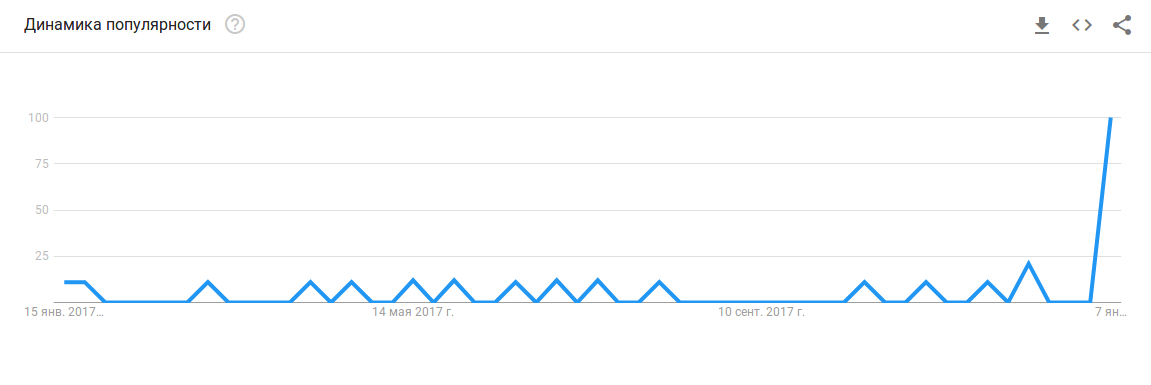 Динамика популярности ?
100
75
50
25
15 янв. 2017…
14 мая 2017 г.
10 сент. 2017 г.
7 ян…